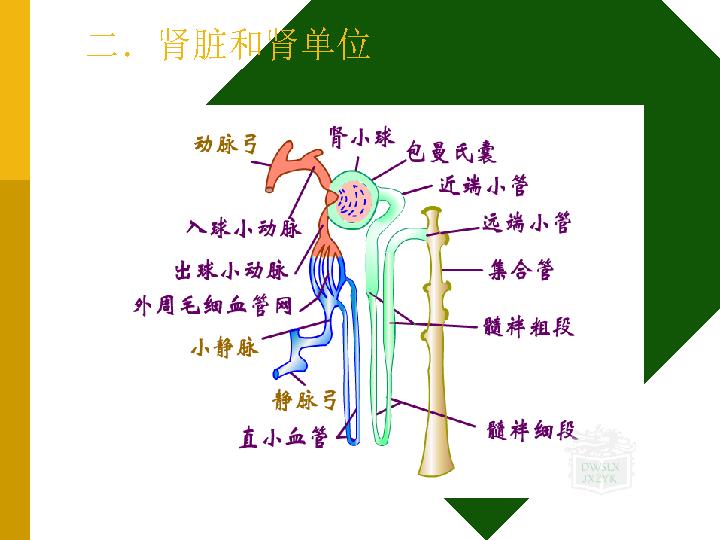 二．肾脏和肾单位
动脉弓
肾小球
包曼氏囊
近端小管
入球小动脉
远端小管
出球小动脉
集合管
外周毛细血管网
髓袢粗段
小静脉
静脉弓
直小血管
髓袢细段
DWSLX
JXZYK